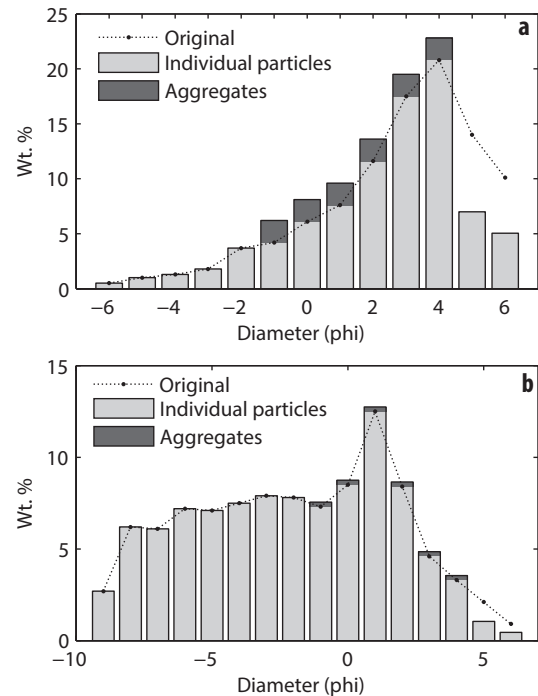 a
25
20
15
10
5
0
Wt. %
Original
Individual particles
Aggregates
−6 −4 −2 0 2 4 6
Diameter (phi)
b
15
10
5
0
Wt. %
Original
Individual particles
Aggregates
−10 −5 0 5
Diameter (phi)